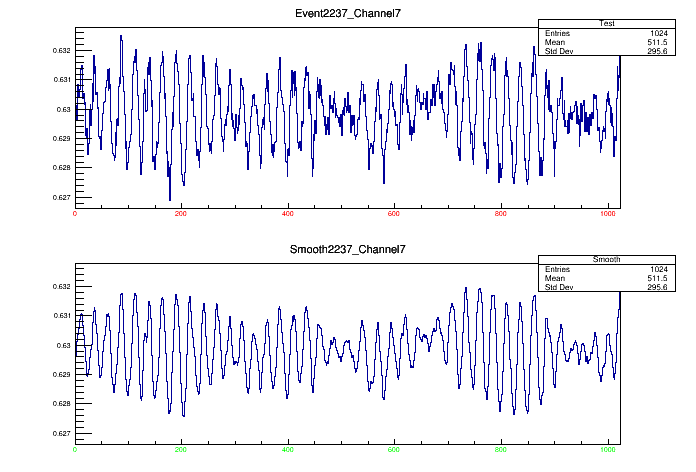 Event2237_Channel7
Test
Entries 1024
Mean 511.5
Std Dev 295.6
0.632
0.631
0.63
0.629
0.628
0.627
0 200 400 600 800 1000
Smooth2237_Channel7
Smooth
Entries 1024
Mean 511.5
Std Dev 295.6
0.632
0.631
0.63
0.629
0.628
0.627
0 200 400 600 800 1000